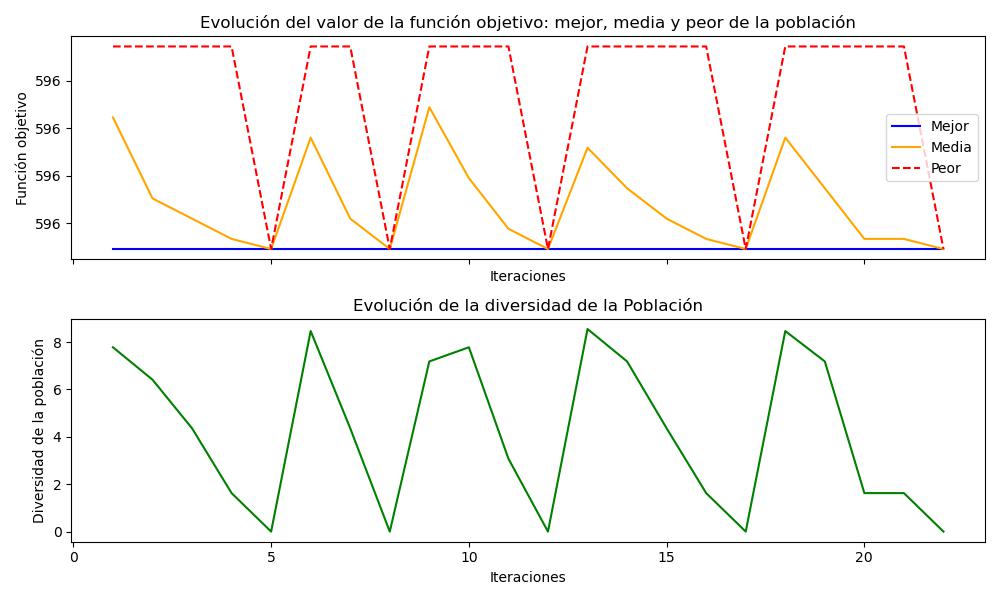 Evolución del valor de la función objetivo: mejor, media y peor de la población
Función objetivo
596
596
596
596
Mejor
Media
Peor
Iteraciones
Evolución de la diversidad de la Población
Diversidad de la población
8
6
4
2
0
0 5 10 15 20
Iteraciones